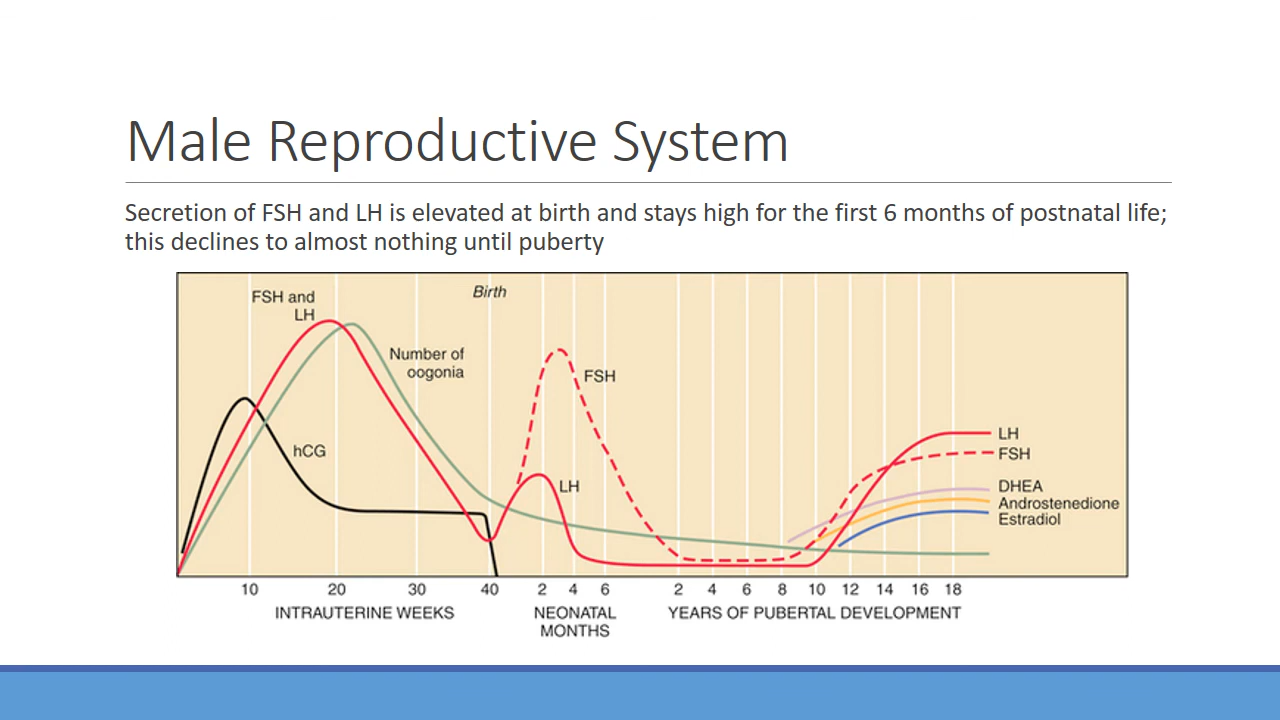 Male Reproductive System
Secretion of FSH and LH is elevated at birth and stays high for the first 6 months of postnatal life;
this declines to almost nothing until puberty
FSH and
LH
Birth
Number of
oogonia
hCG
FSH
LH
LH
FSH
DHEA
Androstenedione
Estradiol
10 20 30 40 2 4 6 2 4 6 8 10 12 14 16 18
INTRAUTERINE WEEKS
NEONATAL
MONTHS
YEARS OF PUBERTAL DEVELOPMENT